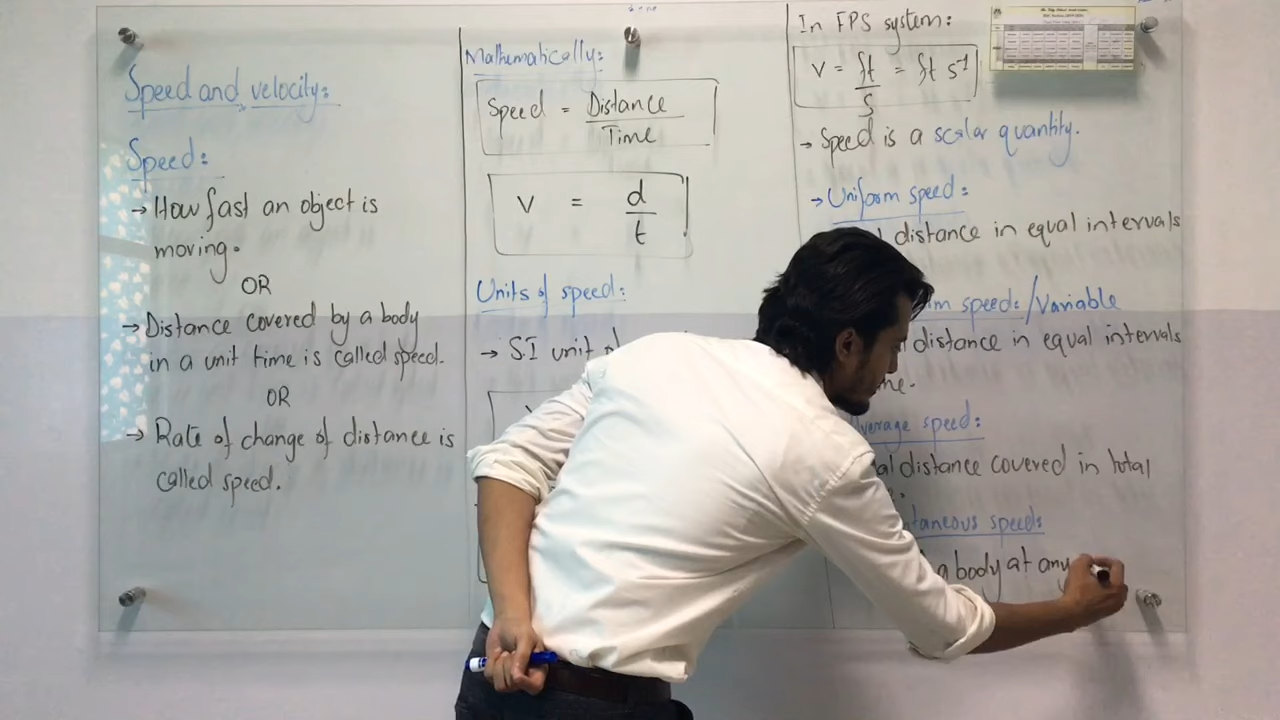 Speed and velocity:
Speed:
→ How fast an object is
moving.
OR
→ Distance covered by a body
in a unit time is called speed.
OR
→ Rate of change of distance is
called speed.
Mathematically:
Speed = Distance
Time
v = d
t
Units of speed:
→ SI unit
In FPS system:
v = ft = ft s⁻¹
s
→ Speed is a scalar quantity.
→ Uniform speed:
distance in equal intervals
speed: / Variable
distance in equal intervals
speed:
distance covered in total
speed:
a body at any